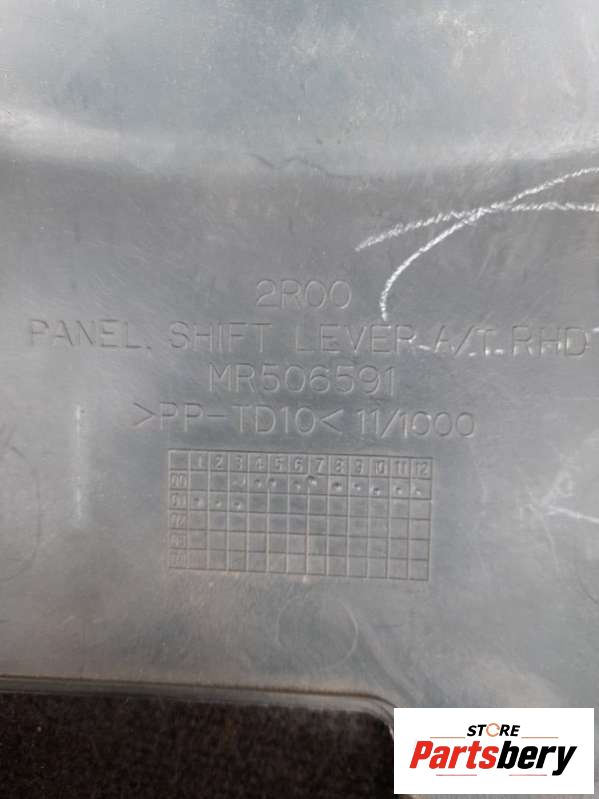 2R00
PANEL, SHIFT LEVER A/T RHD
MR506591
>PP-TD10< 11/1000
1 2 3 4 5 6 7 8 9 10 11 12
00
01
STORE
Partsbery